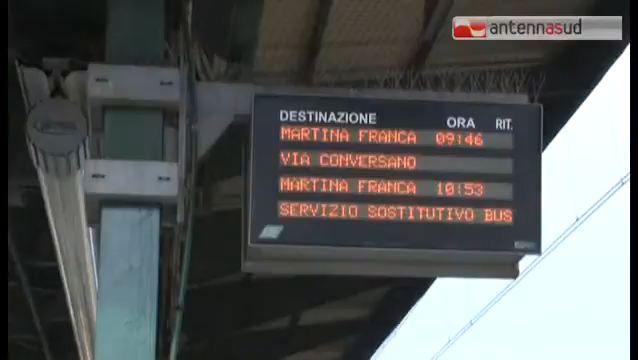 antennasud
DESTINAZIONE ORA RIT.
MARTINA FRANCA 09:46
VIA CONVERSANO
MARTINA FRANCA 10:53
SERVIZIO SOSTITUTIVO BUS